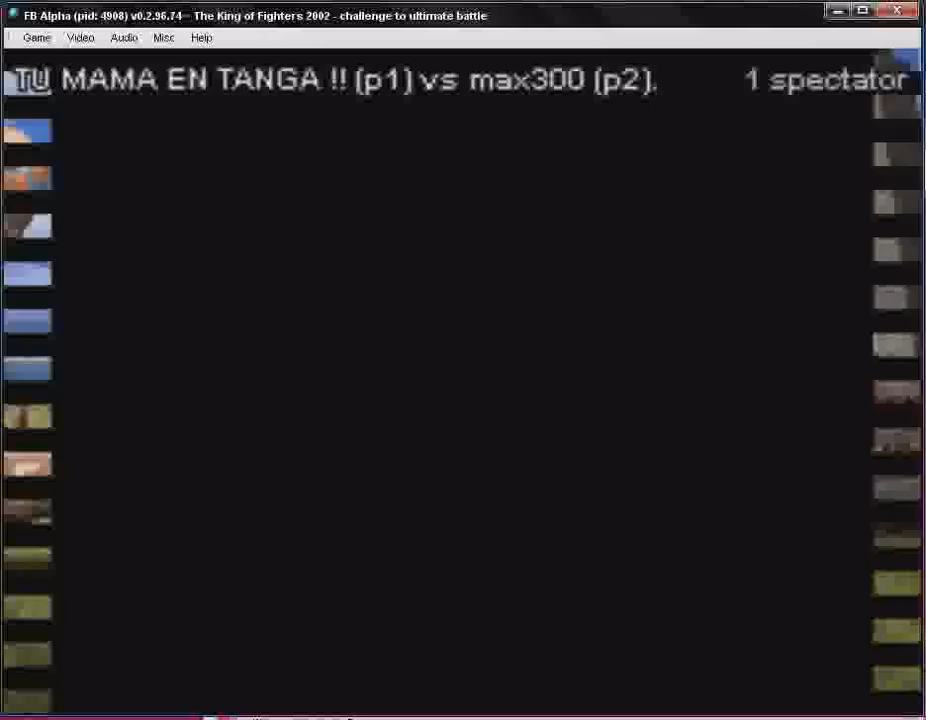 FB Alpha (pid: 4908) v0.2.96.74 - The King of Fighters 2002 - challenge to ultimate battle
Game Video Audio Misc Help
TU MAMA EN TANGA !! (p1) vs max300 (p2). 1 spectator